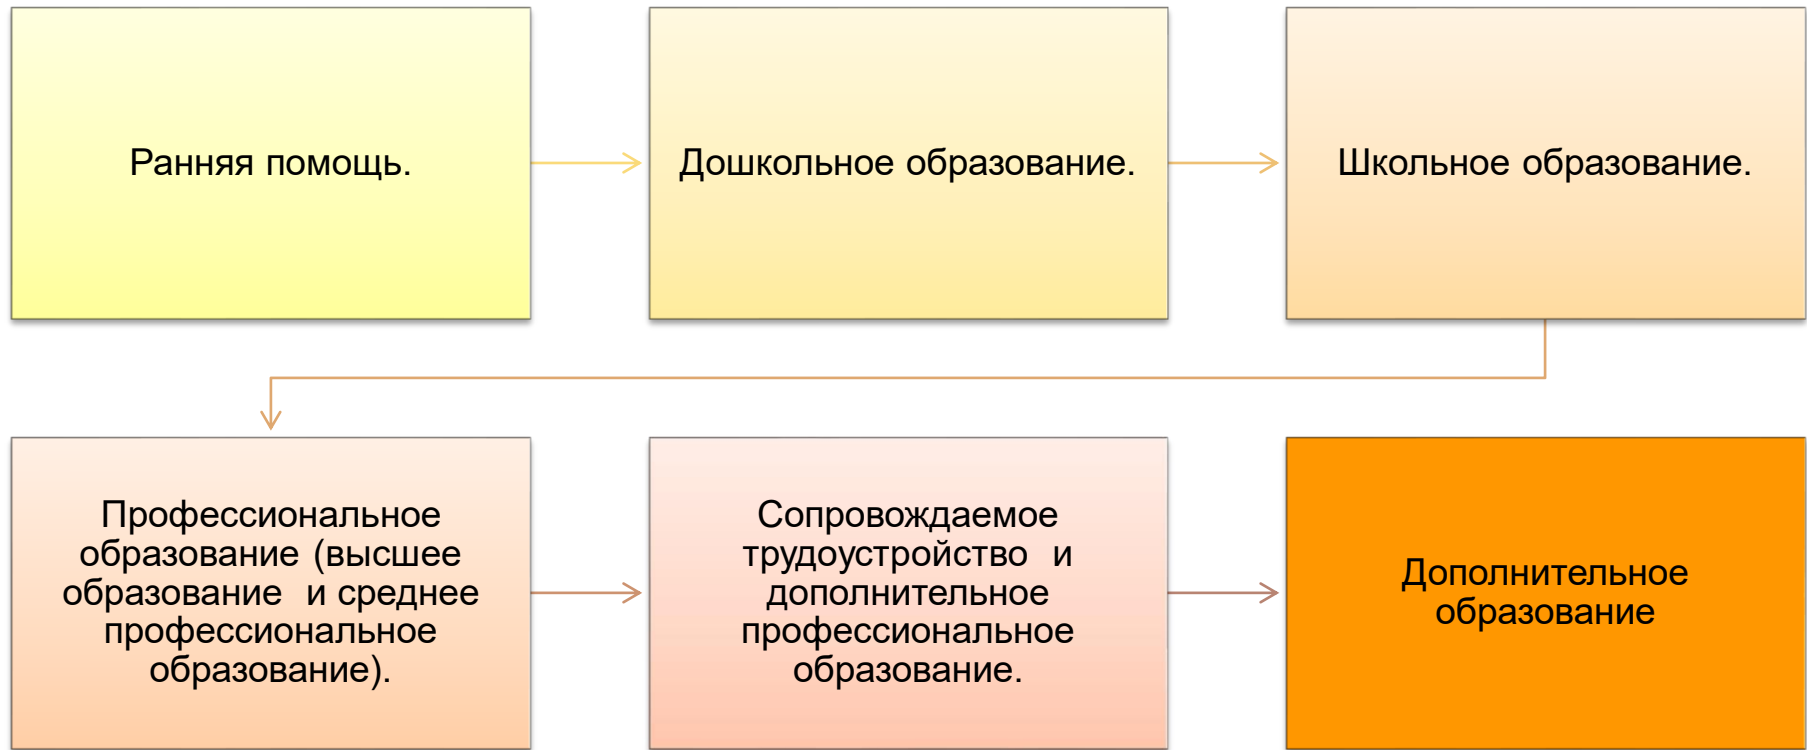 Ранняя помощь.
Дошкольное образование.
Школьное образование.
Профессиональное
образование (высшее
образование и среднее
профессиональное
образование).
Сопровождаемое
трудоустройство и
дополнительное
профессиональное
образование.
Дополнительное
образование